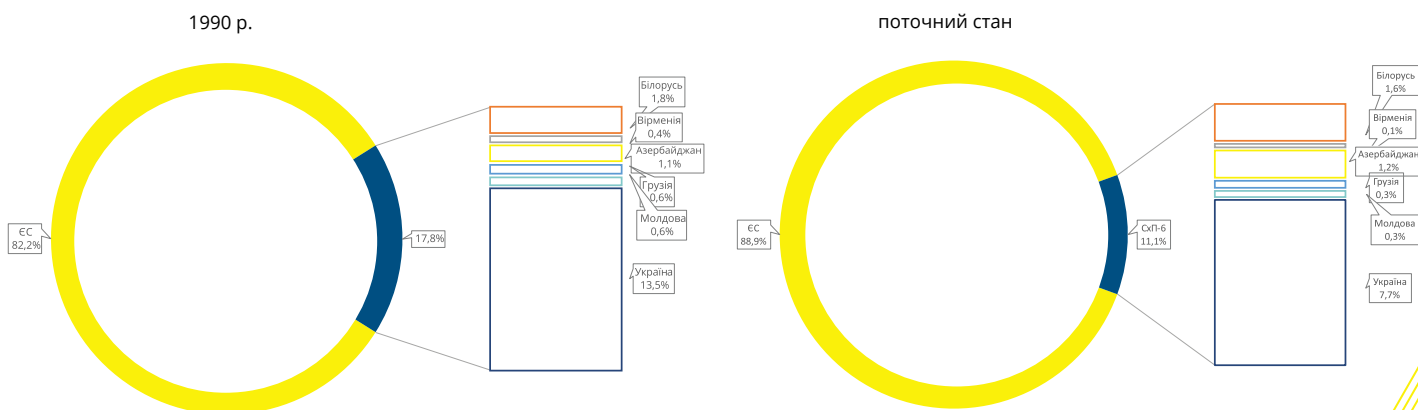 1990 р.
ЄС
82,2%
17,8%
Білорусь
1,8%
Вірменія
0,4%
Азербайджан
1,1%
Грузія
0,6%
Молдова
0,6%
Україна
13,5%
поточний стан
ЄС
88,9%
СхП-6
11,1%
Білорусь
1,6%
Вірменія
0,1%
Азербайджан
1,2%
Грузія
0,3%
Молдова
0,3%
Україна
7,7%